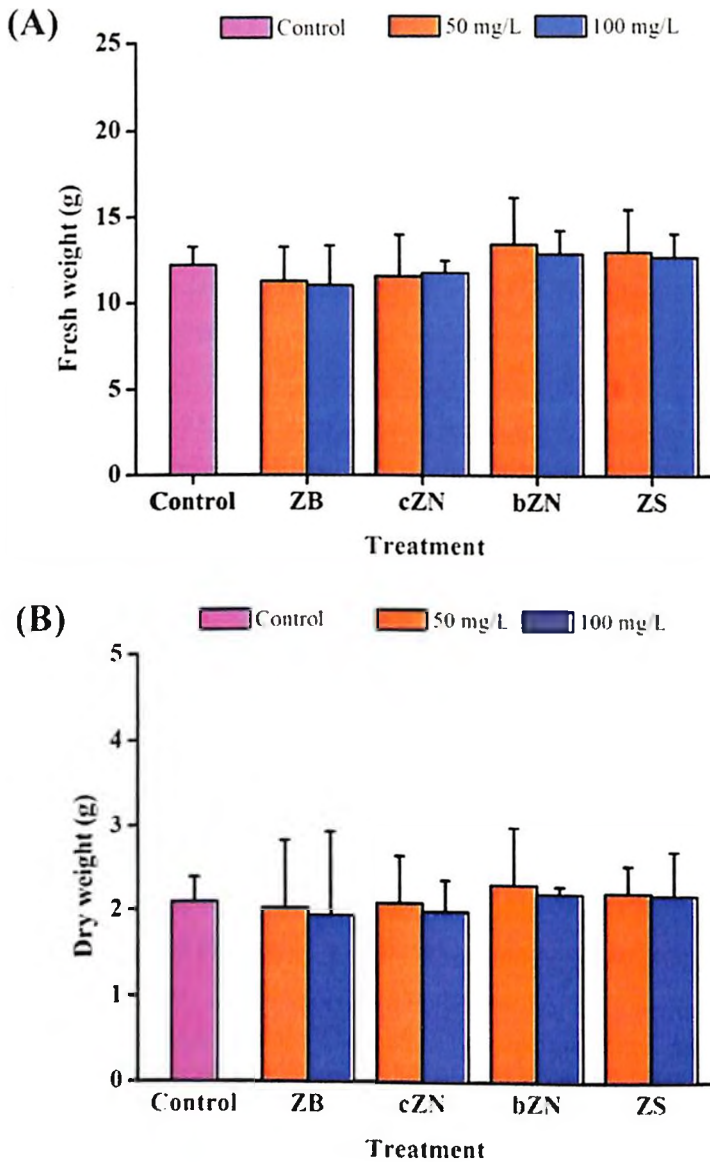 (A)
Control 50 mg/L 100 mg/L
25
20
15
10
5
0
Fresh weight (g)
Control ZB cZN bZN ZS
Treatment
(B)
Control 50 mg/L 100 mg/L
5
4
3
2
1
0
Dry weight (g)
Control ZB cZN bZN ZS
Treatment